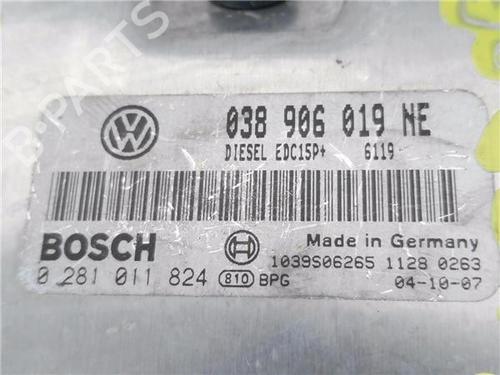 038 906 019 NE
DIESEL EDC15P+ 6119
BOSCH
Made in Germany
1039S06265 1128 0263
0 281 011 824 810 BPG 04-10-07
B-PARTS